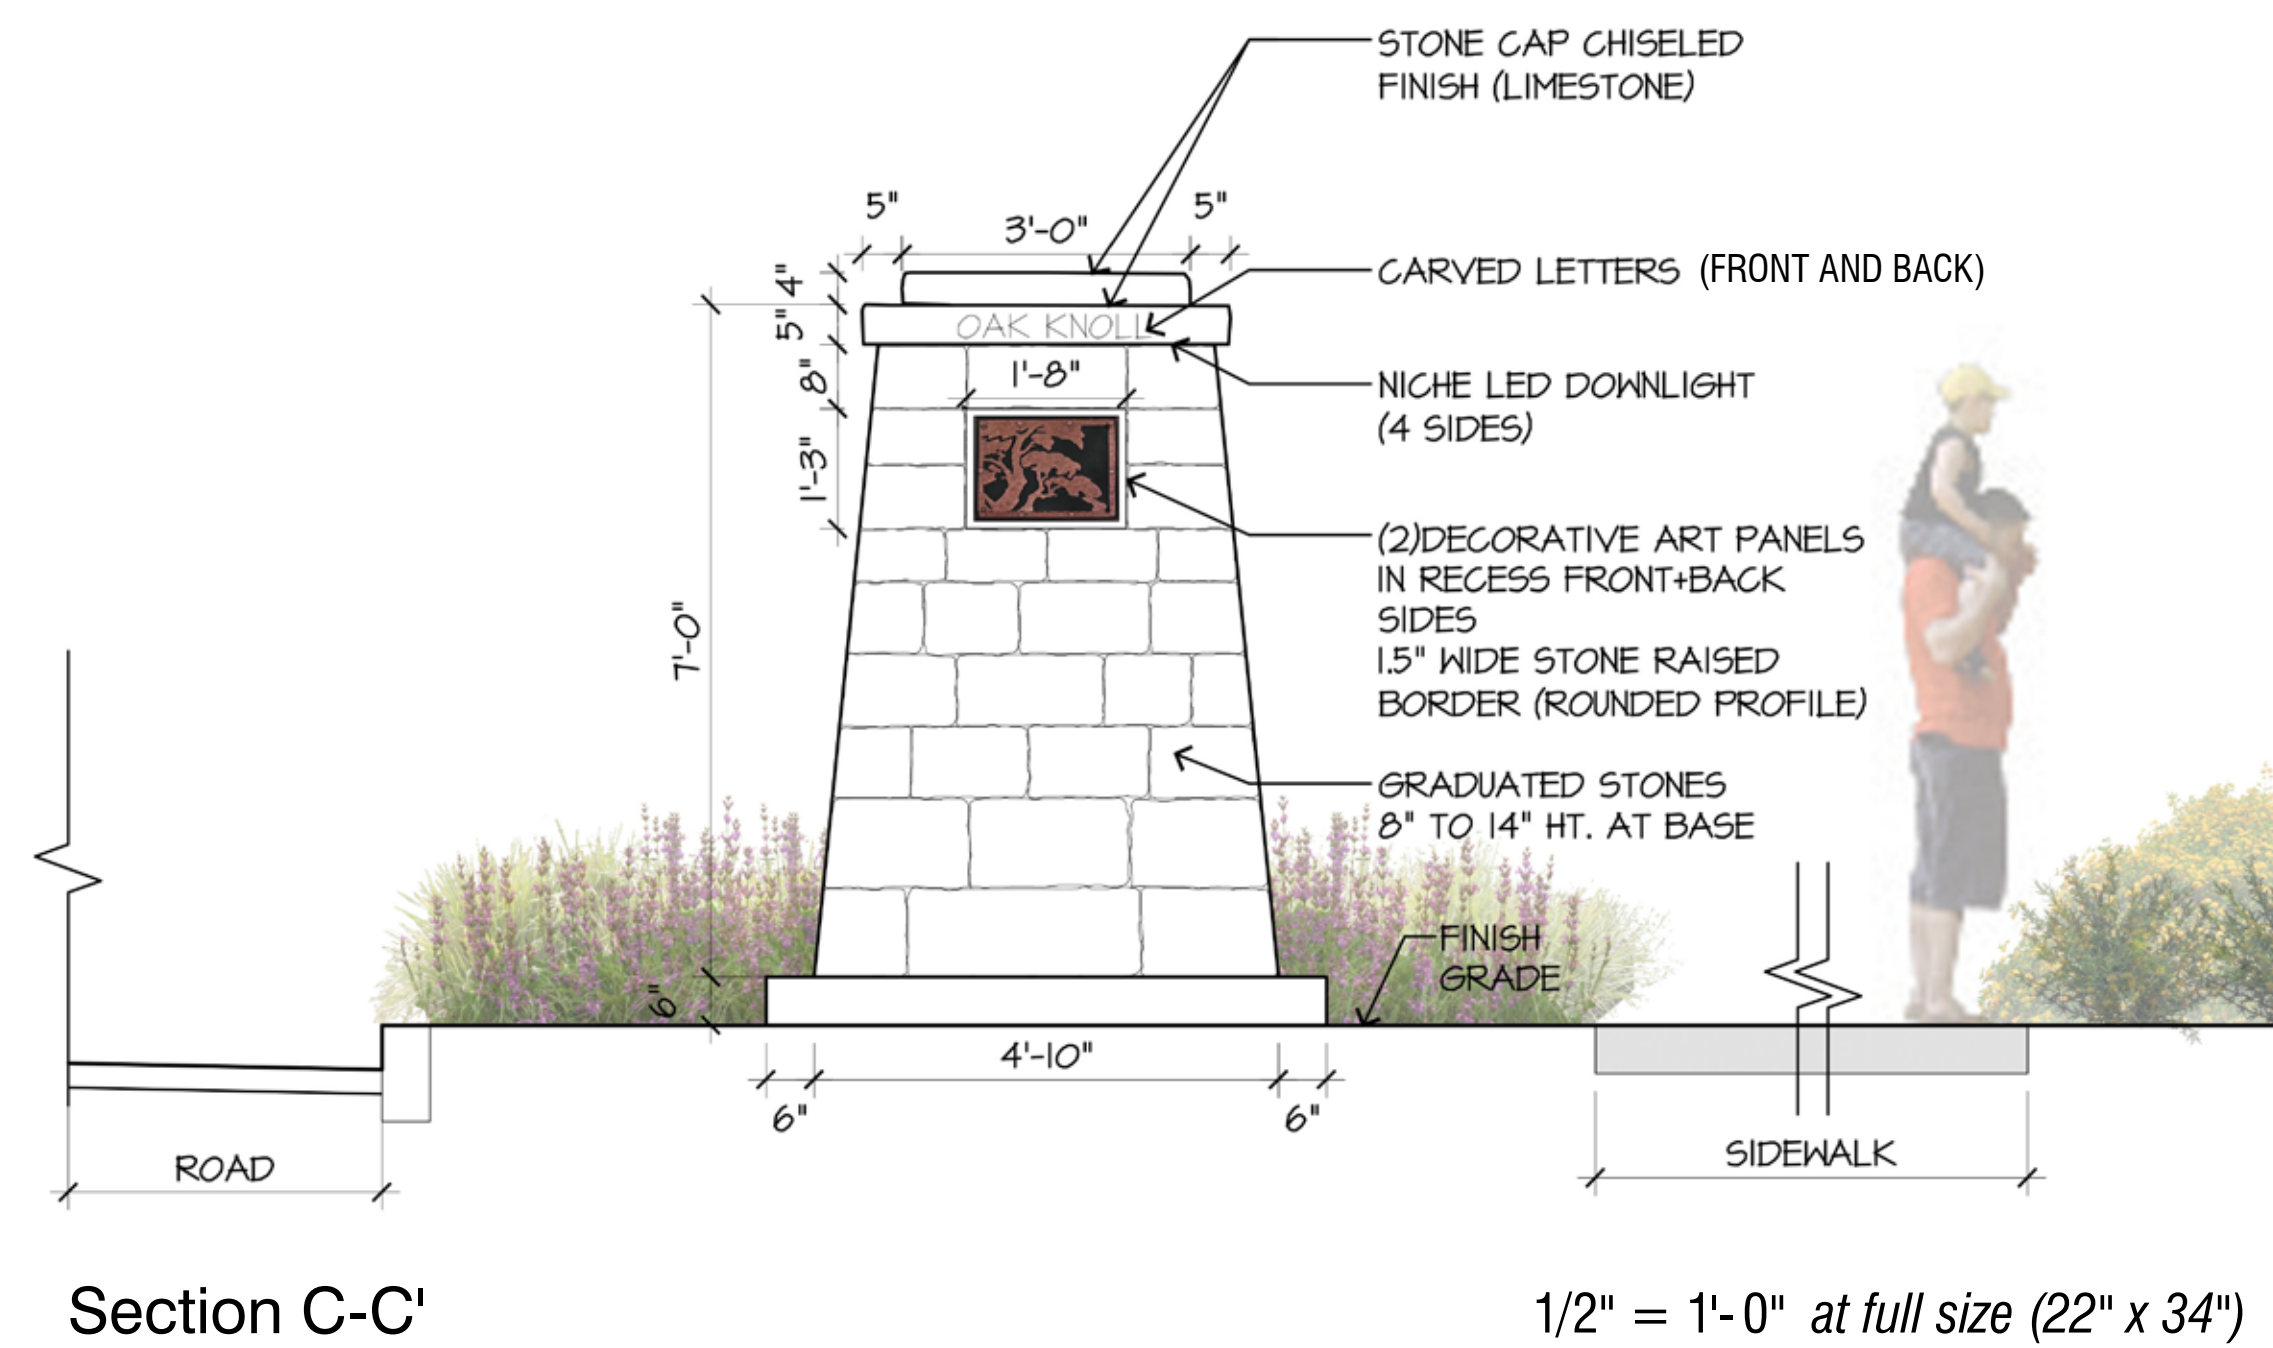 STONE CAP CHISELED
FINISH (LIMESTONE)
5"
3'-0"
5"
4"
CARVED LETTERS (FRONT AND BACK)
5"
OAK KNOLL
8"
1'-8"
NICHE LED DOWNLIGHT
(4 SIDES)
1'-3"
(2)DECORATIVE ART PANELS
IN RECESS FRONT+BACK
SIDES
1.5" WIDE STONE RAISED
BORDER (ROUNDED PROFILE)
7'-0"
GRADUATED STONES
8" TO 14" HT. AT BASE
FINISH
GRADE
6"
4'-10"
6"
6"
ROAD
SIDEWALK
Section C-C'
1/2" = 1'-0" at full size (22" x 34")